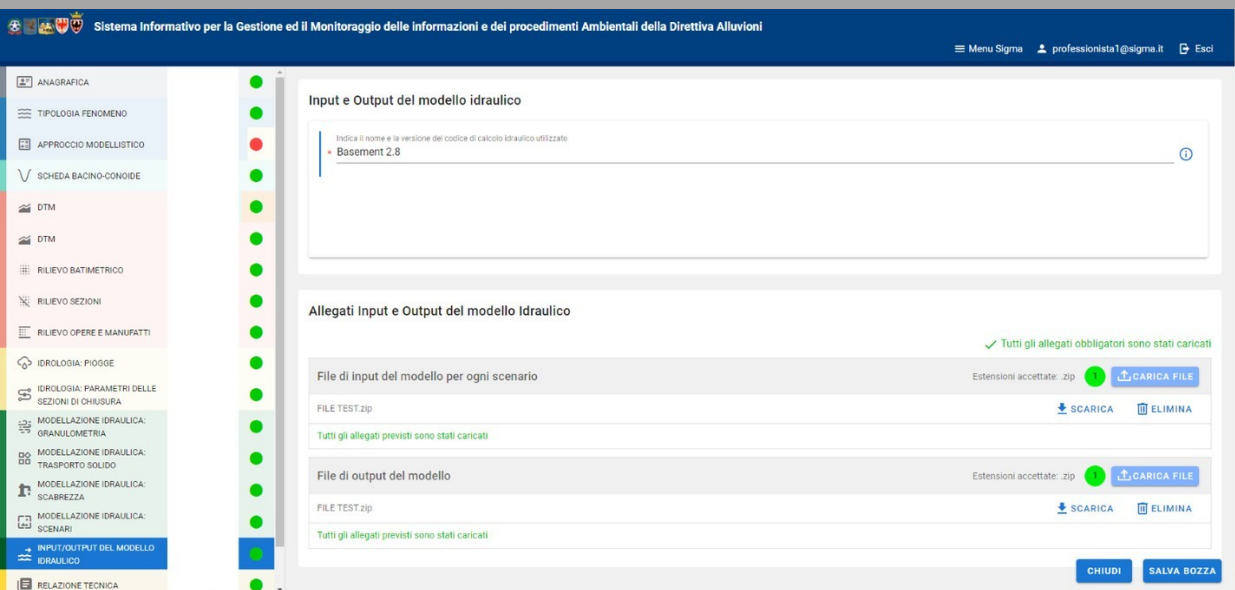 Sistema Informativo per la Gestione ed il Monitoraggio delle informazioni e dei procedimenti Ambientali della Direttiva Alluvioni
Menu Sigma professionista1@sigma.it Esci
ANAGRAFICA
TIPOLOGIA FENOMENO
APPROCCIO MODELLISTICO
SCHEDA BACINO-CONOIDE
DTM
DTM
RILIEVO BATIMETRICO
RILIEVO SEZIONI
RILIEVO OPERE E MANUFATTI
IDROLOGIA: PIOGGE
IDROLOGIA: PARAMETRI DELLE
SEZIONI DI CHIUSURA
MODELLAZIONE IDRAULICA:
GRANULOMETRIA
MODELLAZIONE IDRAULICA:
TRASPORTO SOLIDO
MODELLAZIONE IDRAULICA:
SCABREZZA
MODELLAZIONE IDRAULICA:
SCENARI
INPUT/OUTPUT DEL MODELLO
IDRAULICO
RELAZIONE TECNICA
Input e Output del modello idraulico
Indica il nome e la versione del codice di calcolo idraulico utilizzato
* Basement 2.8
Allegati Input e Output del modello Idraulico
Tutti gli allegati obbligatori sono stati caricati
File di input del modello per ogni scenario Estensioni accettate: .zip 1 CARICA FILE
FILE TEST.zip SCARICA ELIMINA
Tutti gli allegati previsti sono stati caricati
File di output del modello Estensioni accettate: .zip 1 CARICA FILE
FILE TEST.zip SCARICA ELIMINA
Tutti gli allegati previsti sono stati caricati
CHIUDI SALVA BOZZA